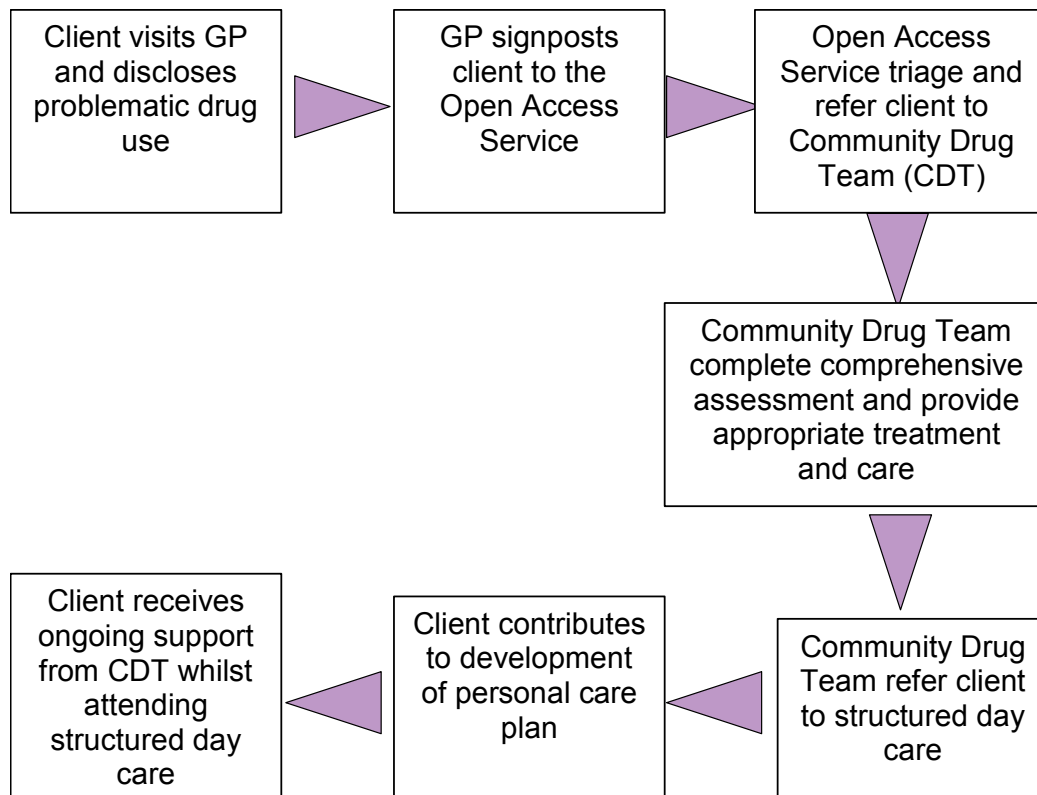 Client visits GP
and discloses
problematic drug
use
GP signposts
client to the
Open Access
Service
Open Access
Service triage and
refer client to
Community Drug
Team (CDT)
Community Drug Team
complete comprehensive
assessment and provide
appropriate treatment
and care
Community Drug
Team refer client
to structured day
care
Client contributes
to development
of personal care
plan
Client receives
ongoing support
from CDT whilst
attending
structured day
care